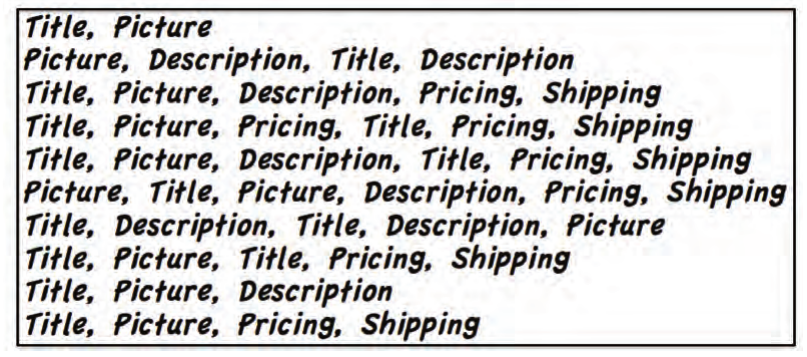 Title, Picture
Picture, Description, Title, Description
Title, Picture, Description, Pricing, Shipping
Title, Picture, Pricing, Title, Pricing, Shipping
Title, Picture, Description, Title, Pricing, Shipping
Picture, Title, Picture, Description, Pricing, Shipping
Title, Description, Title, Description, Picture
Title, Picture, Title, Pricing, Shipping
Title, Picture, Description
Title, Picture, Pricing, Shipping